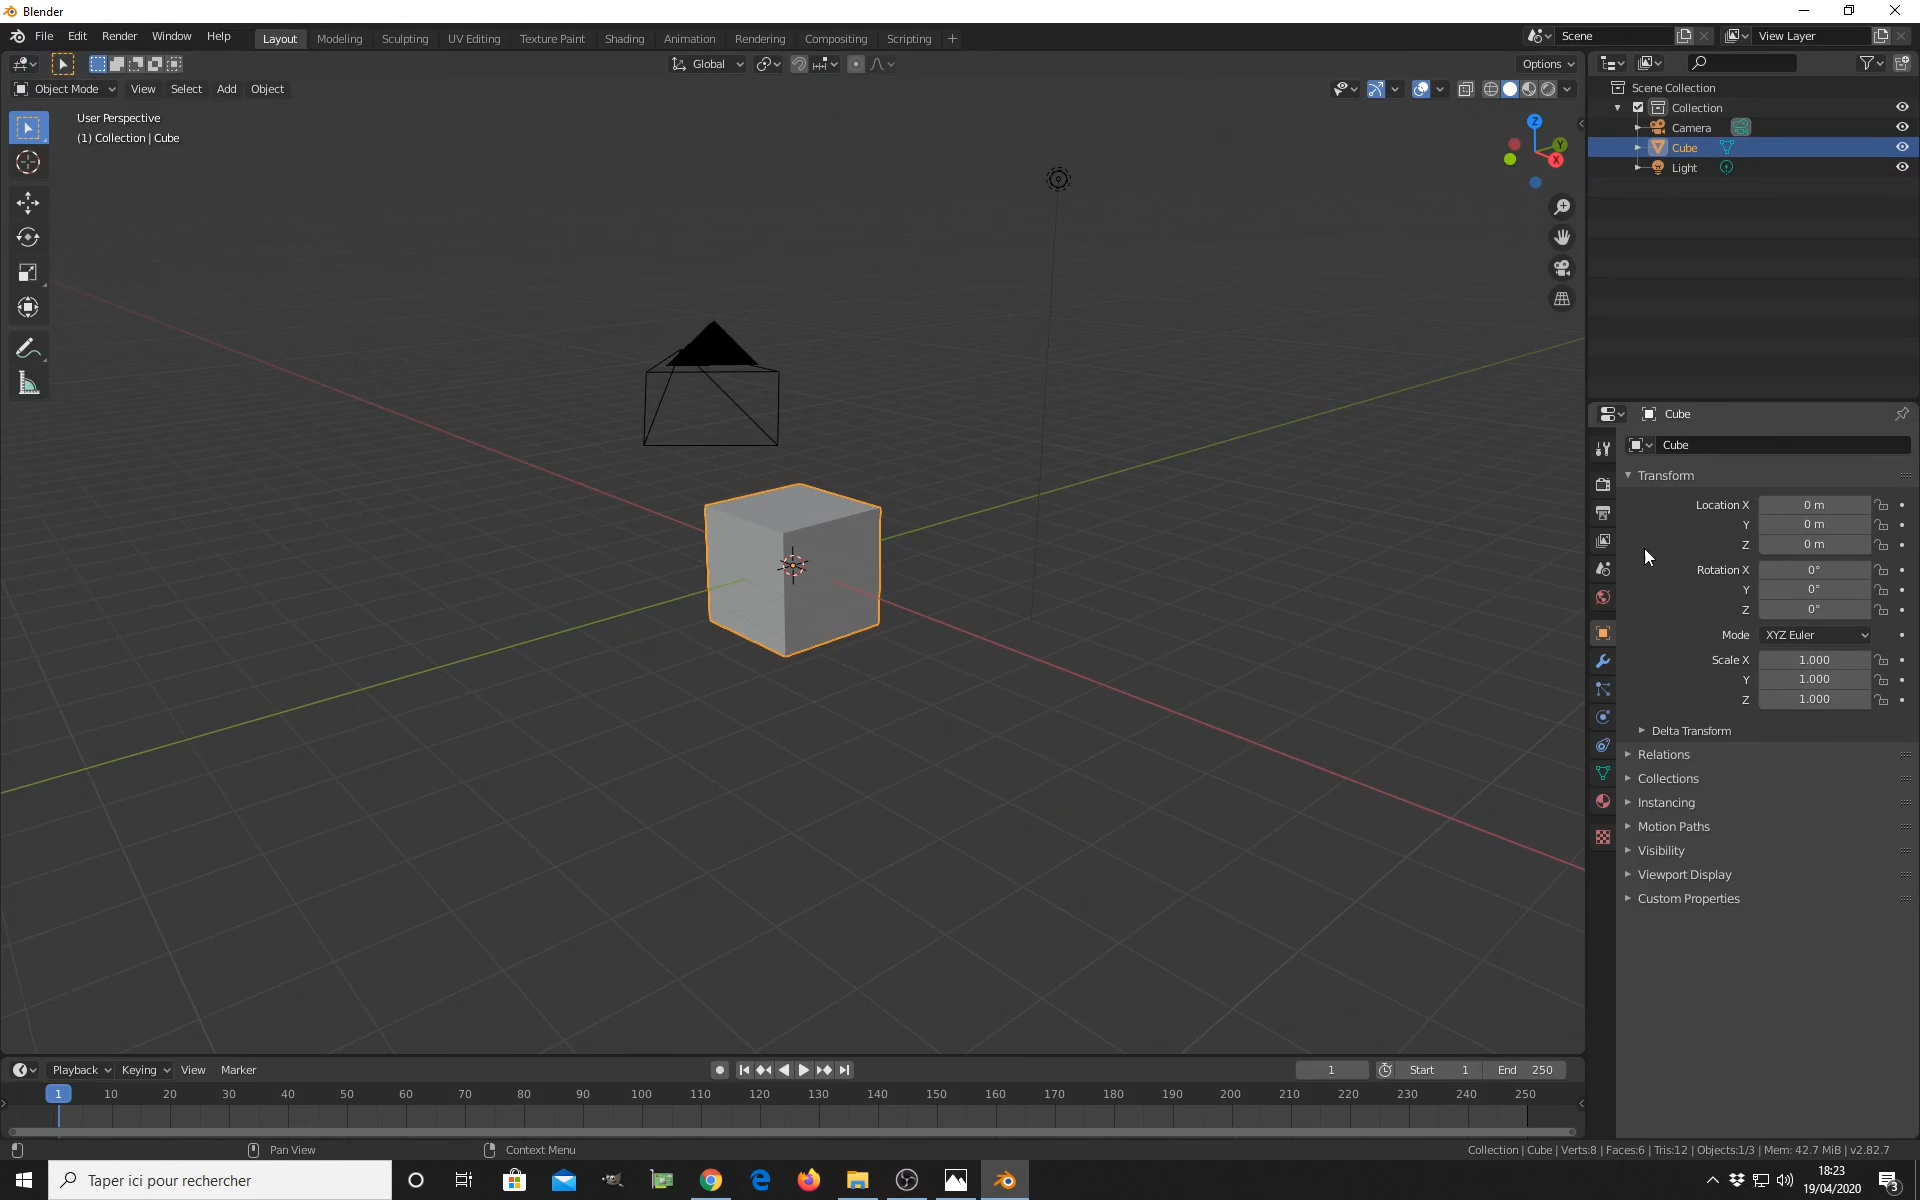 Blender
File Edit Render Window Help Layout Modeling Sculpting UV Editing Texture Paint Shading Animation Rendering Compositing Scripting + Scene View Layer
Global Options
Object Mode View Select Add Object
User Perspective
(1) Collection | Cube
Z
Y
X
Scene Collection
Collection
Camera
Cube
Light
Cube
Cube
Transform
Location X 0 m
Y 0 m
Z 0 m
Rotation X 0°
Y 0°
Z 0°
Mode XYZ Euler
Scale X 1.000
Y 1.000
Z 1.000
Delta Transform
Relations
Collections
Instancing
Motion Paths
Visibility
Viewport Display
Custom Properties
Playback Keying View Marker 1 Start 1 End 250
1 10 20 30 40 50 60 70 80 90 100 110 120 130 140 150 160 170 180 190 200 210 220 230 240 250
Pan View Context Menu Collection | Cube | Verts:8 | Faces:6 | Tris:12 | Objects:1/3 | Mem: 42.7 MiB | v2.82.7
Taper ici pour rechercher
18:23
19/04/2020
3